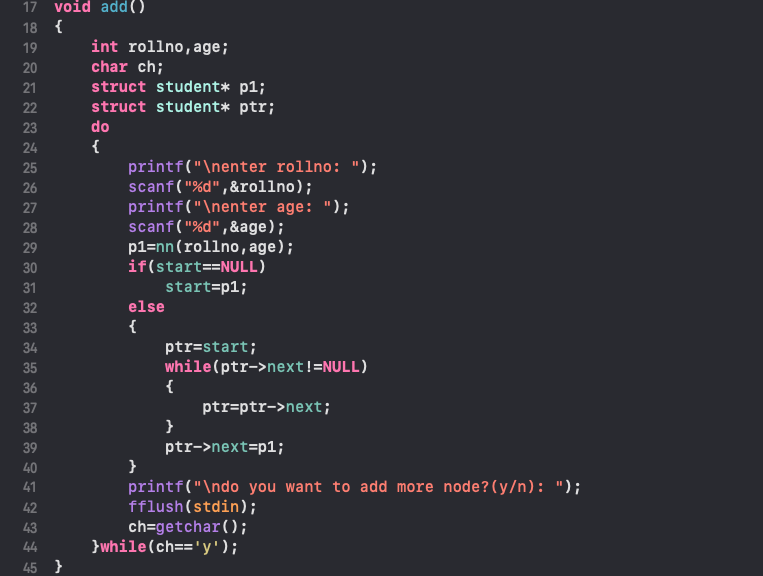 17 void add()
18 {
19     int rollno,age;
20     char ch;
21     struct student* p1;
22     struct student* ptr;
23     do
24     {
25         printf("\nenter rollno: ");
26         scanf("%d",&rollno);
27         printf("\nenter age: ");
28         scanf("%d",&age);
29         p1=nn(rollno,age);
30         if(start==NULL)
31             start=p1;
32         else
33         {
34             ptr=start;
35             while(ptr->next!=NULL)
36             {
37                 ptr=ptr->next;
38             }
39             ptr->next=p1;
40         }
41         printf("\ndo you want to add more node?(y/n): ");
42         fflush(stdin);
43         ch=getchar();
44     }while(ch=='y');
45 }